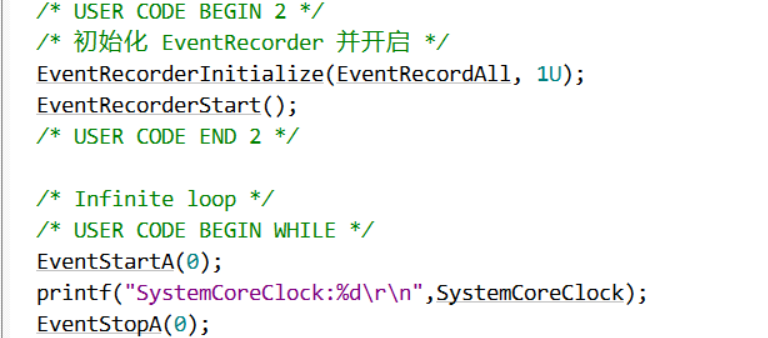 /* USER CODE BEGIN 2 */
/* 初始化 EventRecorder 并开启 */
EventRecorderInitialize(EventRecordAll, 1U);
EventRecorderStart();
/* USER CODE END 2 */
/* Infinite loop */
/* USER CODE BEGIN WHILE */
EventStartA(0);
printf("SystemCoreClock:%d\r\n",SystemCoreClock);
EventStopA(0);